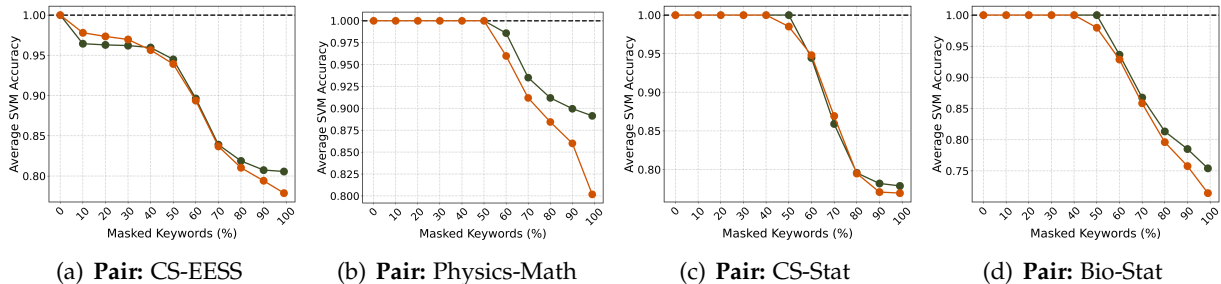 Average SVM Accuracy
1.00
0.95
0.90
0.85
0.80
0 10 20 30 40 50 60 70 80 90 100
Masked Keywords (%)
(a) Pair: CS-EESS
Average SVM Accuracy
1.000
0.975
0.950
0.925
0.900
0.875
0.850
0.825
0.800
0 10 20 30 40 50 60 70 80 90 100
Masked Keywords (%)
(b) Pair: Physics-Math
Average SVM Accuracy
1.00
0.95
0.90
0.85
0.80
0 10 20 30 40 50 60 70 80 90 100
Masked Keywords (%)
(c) Pair: CS-Stat
Average SVM Accuracy
1.00
0.95
0.90
0.85
0.80
0.75
0 10 20 30 40 50 60 70 80 90 100
Masked Keywords (%)
(d) Pair: Bio-Stat